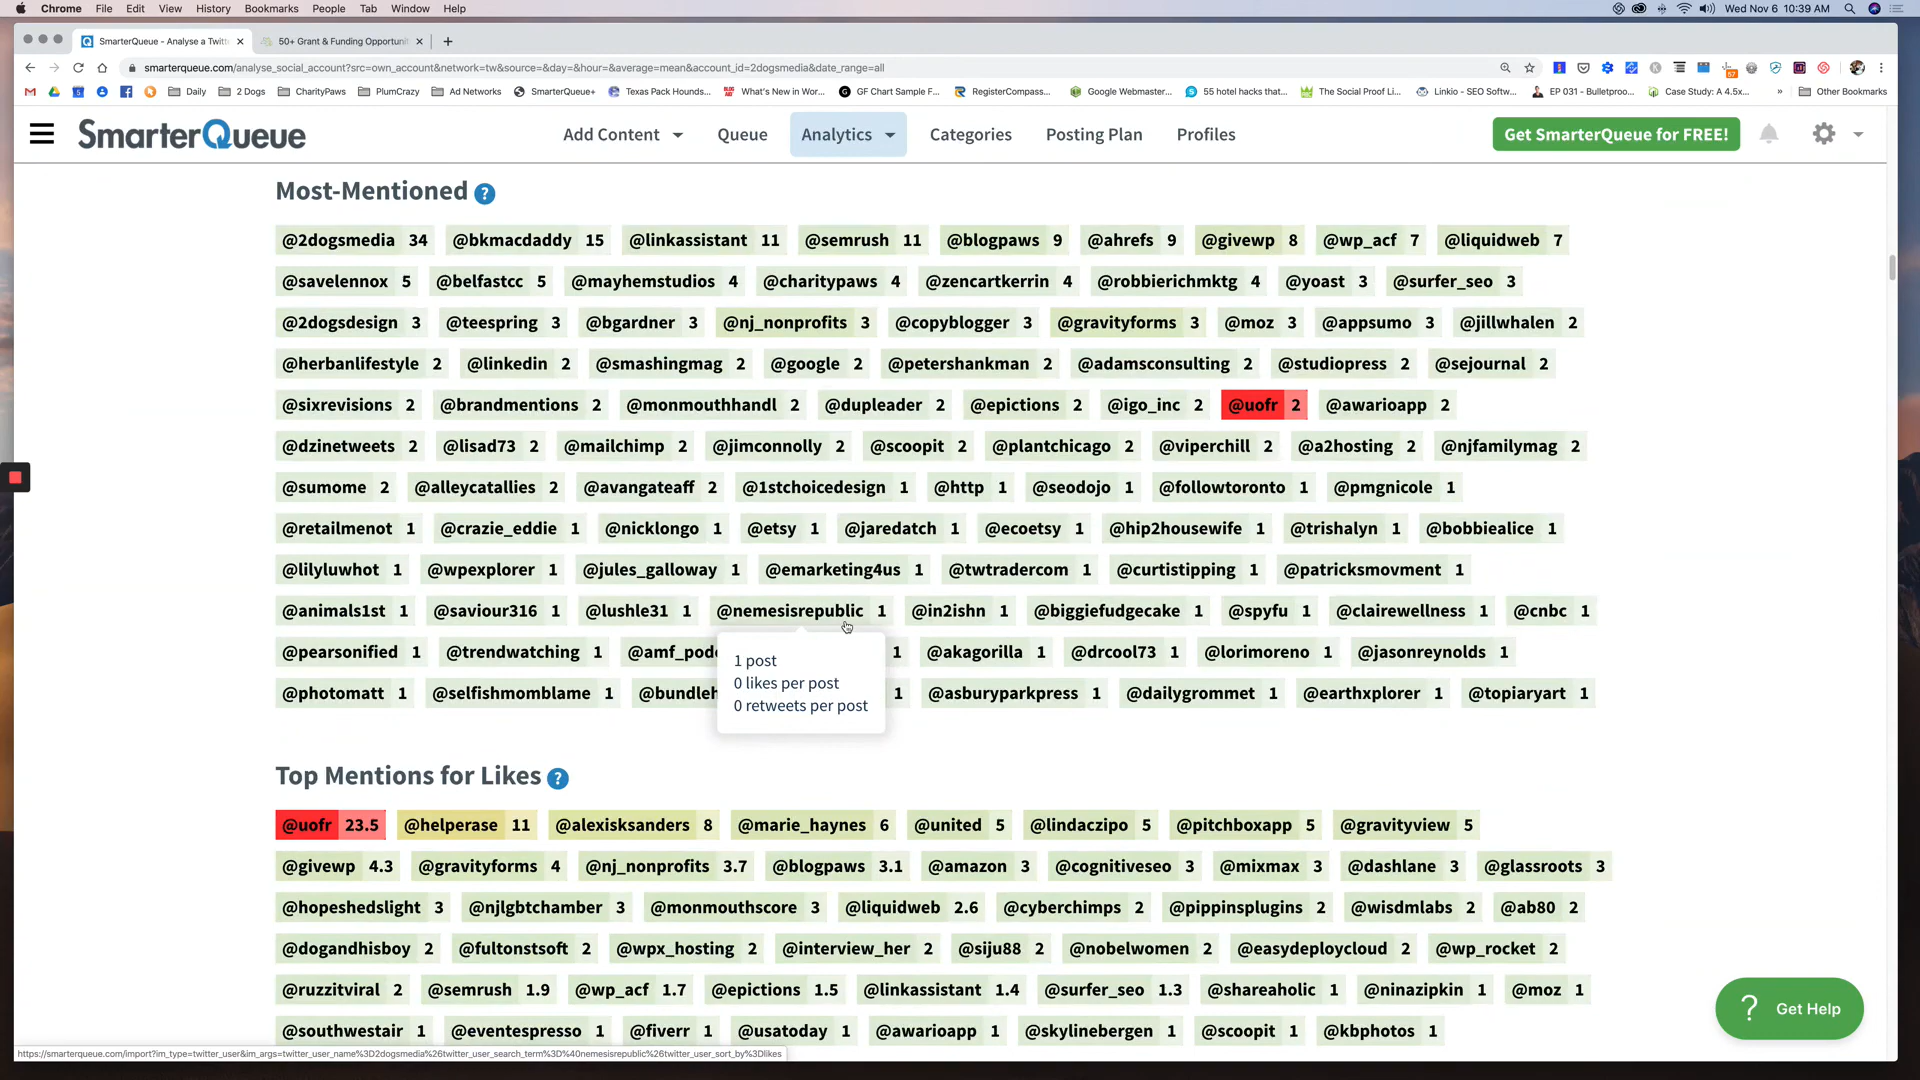 Chrome File Edit View History Bookmarks People Tab Window Help Wed Nov 6 10:39 AM
SmarterQueue - Analyse a Twitt 50+ Grant & Funding Opportuni
smarterqueue.com/analyse_social_account?src=own_account&network=tw&source=&day=&hour=&average=mean&account_id=2dogsmedia&date_range=all
Daily 2 Dogs CharityPaws PlumCrazy Ad Networks SmarterQueue+ Texas Pack Hounds... What's New in Wor... GF Chart Sample F... RegisterCompass... Google Webmaster... 55 hotel hacks that... The Social Proof Li... Linkio - SEO Softw... EP 031 - Bulletproo... Case Study: A 4.5x... » Other Bookmarks
SmarterQueue Add Content Queue Analytics Categories Posting Plan Profiles Get SmarterQueue for FREE!
Most-Mentioned ?
@2dogsmedia 34 @bkmacdaddy 15 @linkassistant 11 @semrush 11 @blogpaws 9 @ahrefs 9 @givewp 8 @wp_acf 7 @liquidweb 7
@savelennox 5 @belfastcc 5 @mayhemstudios 4 @charitypaws 4 @zencartkerrin 4 @robbierichmktg 4 @yoast 3 @surfer_seo 3
@2dogsdesign 3 @teespring 3 @bgardner 3 @nj_nonprofits 3 @copyblogger 3 @gravityforms 3 @moz 3 @appsumo 3 @jillwhalen 2
@herbanlifestyle 2 @linkedin 2 @smashingmag 2 @google 2 @petershankman 2 @adamsconsulting 2 @studiopress 2 @sejournal 2
@sixrevisions 2 @brandmentions 2 @monmouthhandl 2 @dupleader 2 @epictions 2 @igo_inc 2 @uofr 2 @awarioapp 2
@dzinetweets 2 @lisad73 2 @mailchimp 2 @jimconnolly 2 @scoopit 2 @plantchicago 2 @viperchill 2 @a2hosting 2 @njfamilymag 2
@sumome 2 @alleycatallies 2 @avangateaff 2 @1stchoicedesign 1 @http 1 @seodojo 1 @followtoronto 1 @pmgnicole 1
@retailmenot 1 @crazie_eddie 1 @nicklongo 1 @etsy 1 @jaredatch 1 @ecoetsy 1 @hip2housewife 1 @trishalyn 1 @bobbiealice 1
@lilyluwhot 1 @wpexplorer 1 @jules_galloway 1 @emarketing4us 1 @twtradercom 1 @curtistipping 1 @patricksmovment 1
@animals1st 1 @saviour316 1 @lushle31 1 @nemesisrepublic 1 @in2ishn 1 @biggiefudgecake 1 @spyfu 1 @clairewellness 1 @cnbc 1
@pearsonified 1 @trendwatching 1 @amf_pod 1 @akagorilla 1 @drcool73 1 @lorimoreno 1 @jasonreynolds 1
@photomatt 1 @selfishmomblame 1 @bundleh 1 @asburyparkpress 1 @dailygrommet 1 @earthxplorer 1 @topiaryart 1
1 post
0 likes per post
0 retweets per post
Top Mentions for Likes ?
@uofr 23.5 @helperase 11 @alexisksanders 8 @marie_haynes 6 @united 5 @lindaczipo 5 @pitchboxapp 5 @gravityview 5
@givewp 4.3 @gravityforms 4 @nj_nonprofits 3.7 @blogpaws 3.1 @amazon 3 @cognitiveseo 3 @mixmax 3 @dashlane 3 @glassroots 3
@hopeshedslight 3 @njlgbtchamber 3 @monmouthscore 3 @liquidweb 2.6 @cyberchimps 2 @pippinsplugins 2 @wisdmlabs 2 @ab80 2
@dogandhisboy 2 @fultonstsoft 2 @wpx_hosting 2 @interview_her 2 @siju88 2 @nobelwomen 2 @easydeploycloud 2 @wp_rocket 2
@ruzzitviral 2 @semrush 1.9 @wp_acf 1.7 @epictions 1.5 @linkassistant 1.4 @surfer_seo 1.3 @shareaholic 1 @ninazipkin 1 @moz 1
@southwestair 1 @eventespresso 1 @fiverr 1 @usatoday 1 @awarioapp 1 @skylinebergen 1 @scoopit 1 @kbphotos 1
? Get Help
https://smarterqueue.com/import?im_type=twitter_user&im_args=twitter_user_name%3D2dogsmedia%26twitter_user_search_term%3D%40nemesisrepublic%26twitter_user_sort_by%3Dlikes